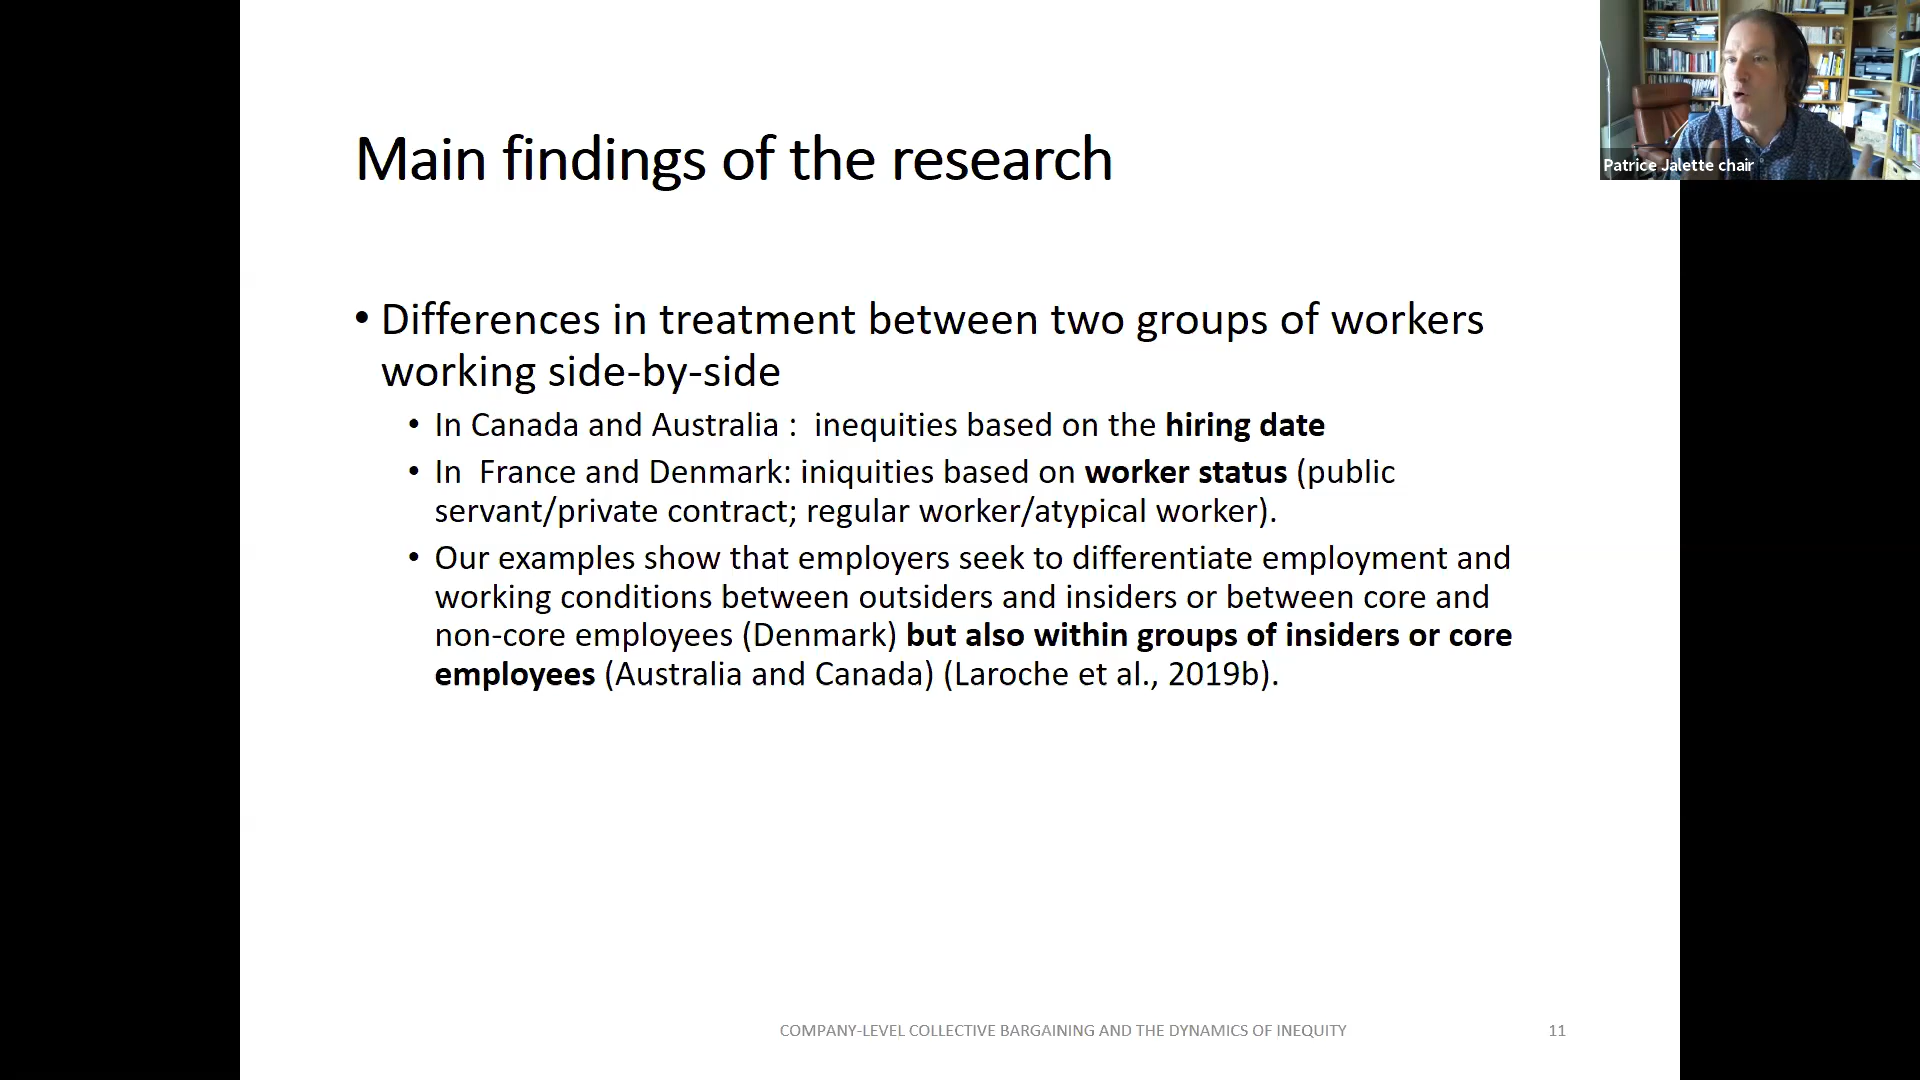 Patrice Jalette chair
Main findings of the research
• Differences in treatment between two groups of workers
working side-by-side
• In Canada and Australia :  inequities based on the hiring date
• In  France and Denmark: iniquities based on worker status (public
servant/private contract; regular worker/atypical worker).
• Our examples show that employers seek to differentiate employment and
working conditions between outsiders and insiders or between core and
non-core employees (Denmark) but also within groups of insiders or core
employees (Australia and Canada) (Laroche et al., 2019b).
COMPANY-LEVEL COLLECTIVE BARGAINING AND THE DYNAMICS OF INEQUITY
11